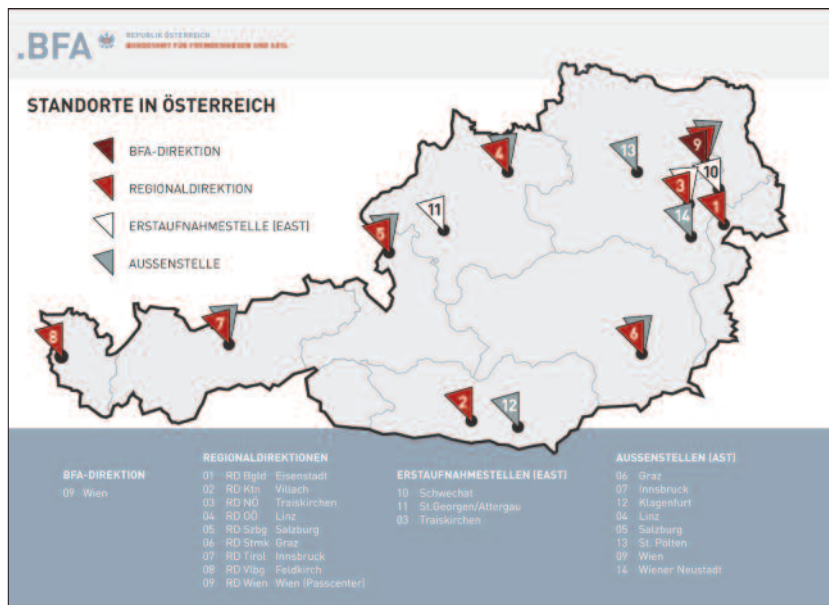 .BFA
REPUBLIK ÖSTERREICH
BUNDESAMT FÜR FREMDENWESEN UND ASYL
STANDORTE IN ÖSTERREICH
BFA-DIREKTION
REGIONALDIREKTION
ERSTAUFNAHMESTELLE (EAST)
AUSSENSTELLE
4
13
9
10
3
1
14
11
5
7
8
6
2
12
BFA-DIREKTION
09 Wien
REGIONALDIREKTIONEN
01 RD Bgld Eisenstadt
02 RD Ktn Villach
03 RD NÖ Traiskirchen
04 RD OÖ Linz
05 RD Szbg Salzburg
06 RD Stmk Graz
07 RD Tirol Innsbruck
08 RD Vlbg Feldkirch
09 RD Wien Wien (Passcenter)
ERSTAUFNAHMESTELLEN (EAST)
10 Schwechat
11 St.Georgen/Attergau
03 Traiskirchen
AUSSENSTELLEN (AST)
06 Graz
07 Innsbruck
12 Klagenfurt
04 Linz
05 Salzburg
13 St. Pölten
09 Wien
14 Wiener Neustadt